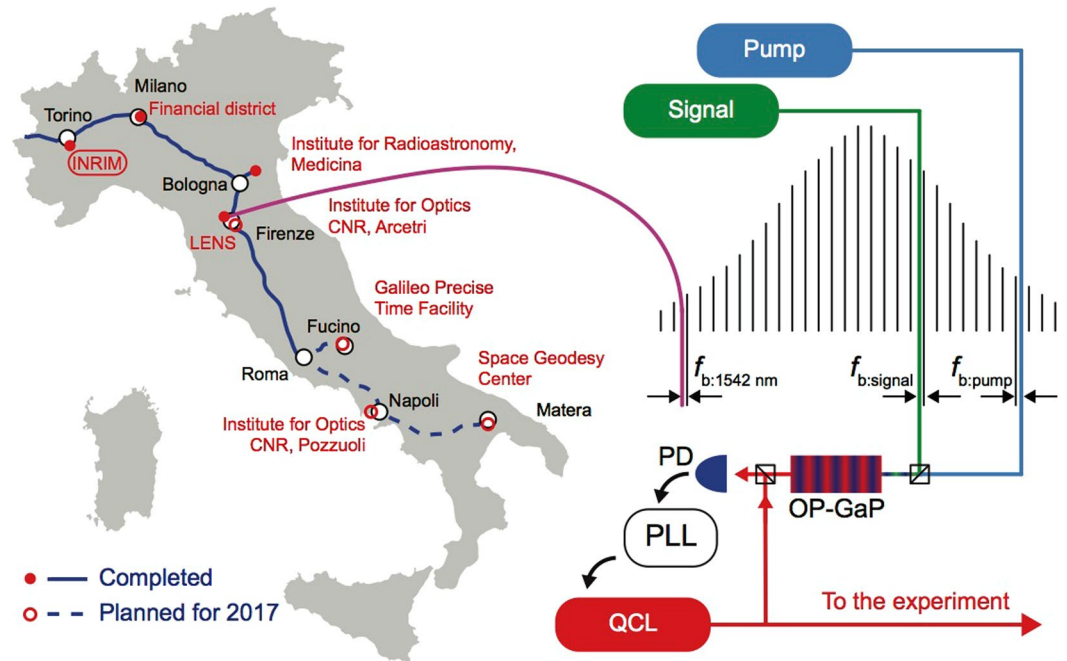 Milano
Financial district
Torino
INRIM
Bologna
Institute for Radioastronomy,
Medicina
Institute for Optics
CNR, Arcetri
LENS
Firenze
Galileo Precise
Time Facility
Fucino
Roma
Space Geodesy
Center
Napoli
Matera
Institute for Optics
CNR, Pozzuoli
Completed
Planned for 2017
Pump
Signal
f b:1542 nm
f b:signal
f b:pump
PD
OP-GaP
PLL
QCL
To the experiment